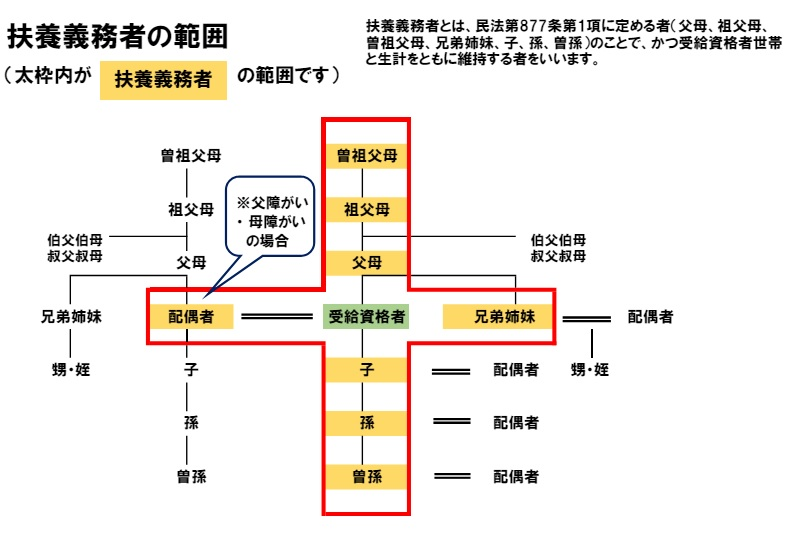 扶養義務者の範囲
（太枠内が 扶養義務者 の範囲です）
扶養義務者とは、民法第877条第1項に定める者（父母、祖父母、
曽祖父母、兄弟姉妹、子、孫、曽孫）のことで、かつ受給資格者世帯
と生計をともに維持する者をいいます。
曽祖父母 曽祖父母
※父障がい
・母障がい
の場合
祖父母 祖父母
伯父伯母 伯父伯母
叔父叔母 叔父叔母
父母 父母
兄弟姉妹 配偶者 受給資格者 兄弟姉妹 配偶者
甥・姪 子 子 配偶者 甥・姪
孫 孫 配偶者
曽孫 曽孫 配偶者